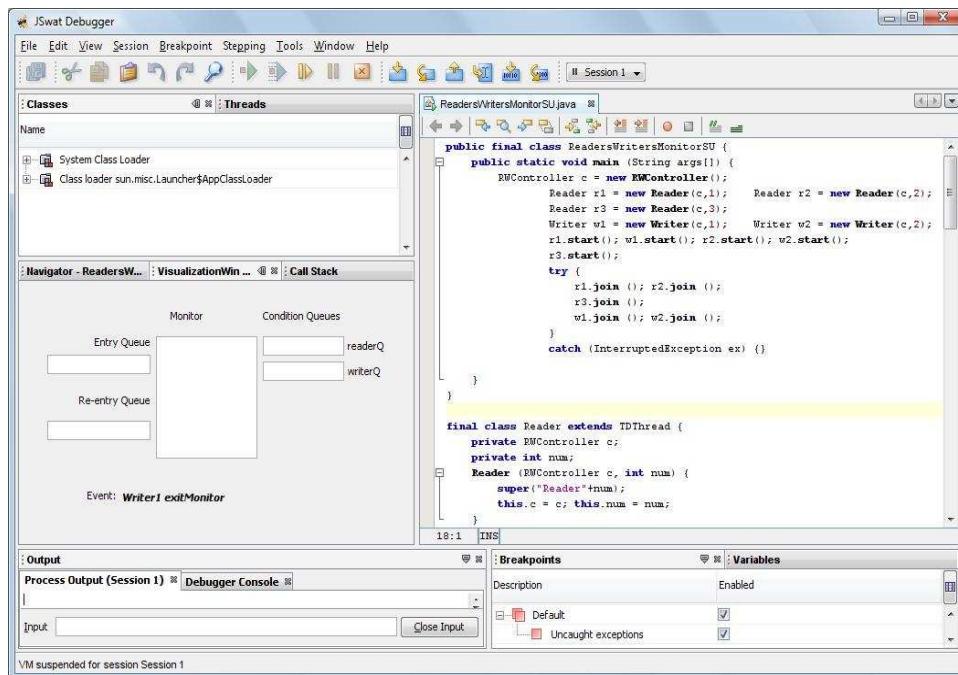 JSwat Debugger
File Edit View Session Breakpoint Stepping Tools Window Help
Session 1
Classes
Threads
Name
System Class Loader
Class loader sun.misc.Launcher$AppClassLoader
Navigator - ReadersW...
VisualizationWin ...
Call Stack
Monitor
Condition Queues
Entry Queue
readerQ
writerQ
Re-entry Queue
Event: Writer1 exitMonitor
ReadersWritersMonitorSU.java
public final class ReadersWritersMonitorSU {
public static void main (String args[]) {
RWController c = new RWController();
Reader r1 = new Reader(c,1); Reader r2 = new Reader(c,2);
Reader r3 = new Reader(c,3);
Writer w1 = new Writer(c,1); Writer w2 = new Writer(c,2);
r1.start(); w1.start(); r2.start(); w2.start();
r3.start();
try {
r1.join (); r2.join ();
r3.join ();
w1.join (); w2.join ();
}
catch (InterruptedException ex) {}
}
}
final class Reader extends TDThread {
private RWController c;
private int num;
Reader (RWController c, int num) {
super("Reader"+num);
this.c = c; this.num = num;
}
18:1 INS
Output
Process Output (Session 1)
Debugger Console
Input
Close Input
Breakpoints
Variables
Description
Enabled
Default
Uncaught exceptions
VM suspended for session Session 1